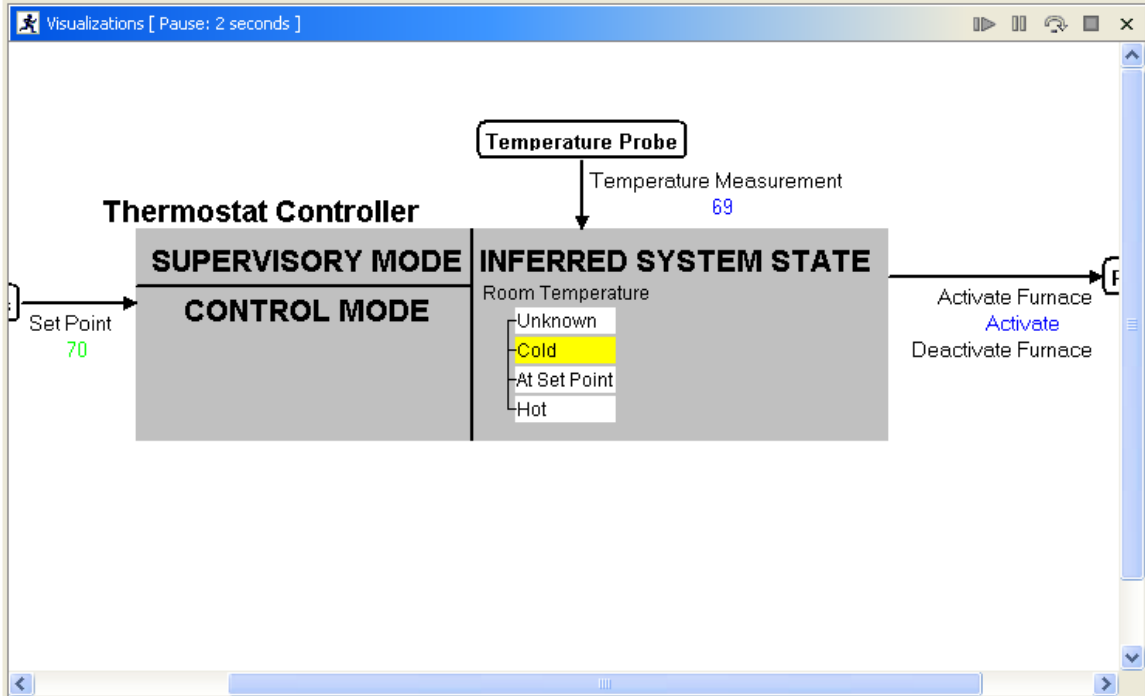 Visualizations [ Pause: 2 seconds ]
Temperature Probe
Temperature Measurement
69
Thermostat Controller
SUPERVISORY MODE
INFERRED SYSTEM STATE
CONTROL MODE
Room Temperature
Unknown
Cold
At Set Point
Hot
Set Point
70
Activate Furnace
Activate
Deactivate Furnace